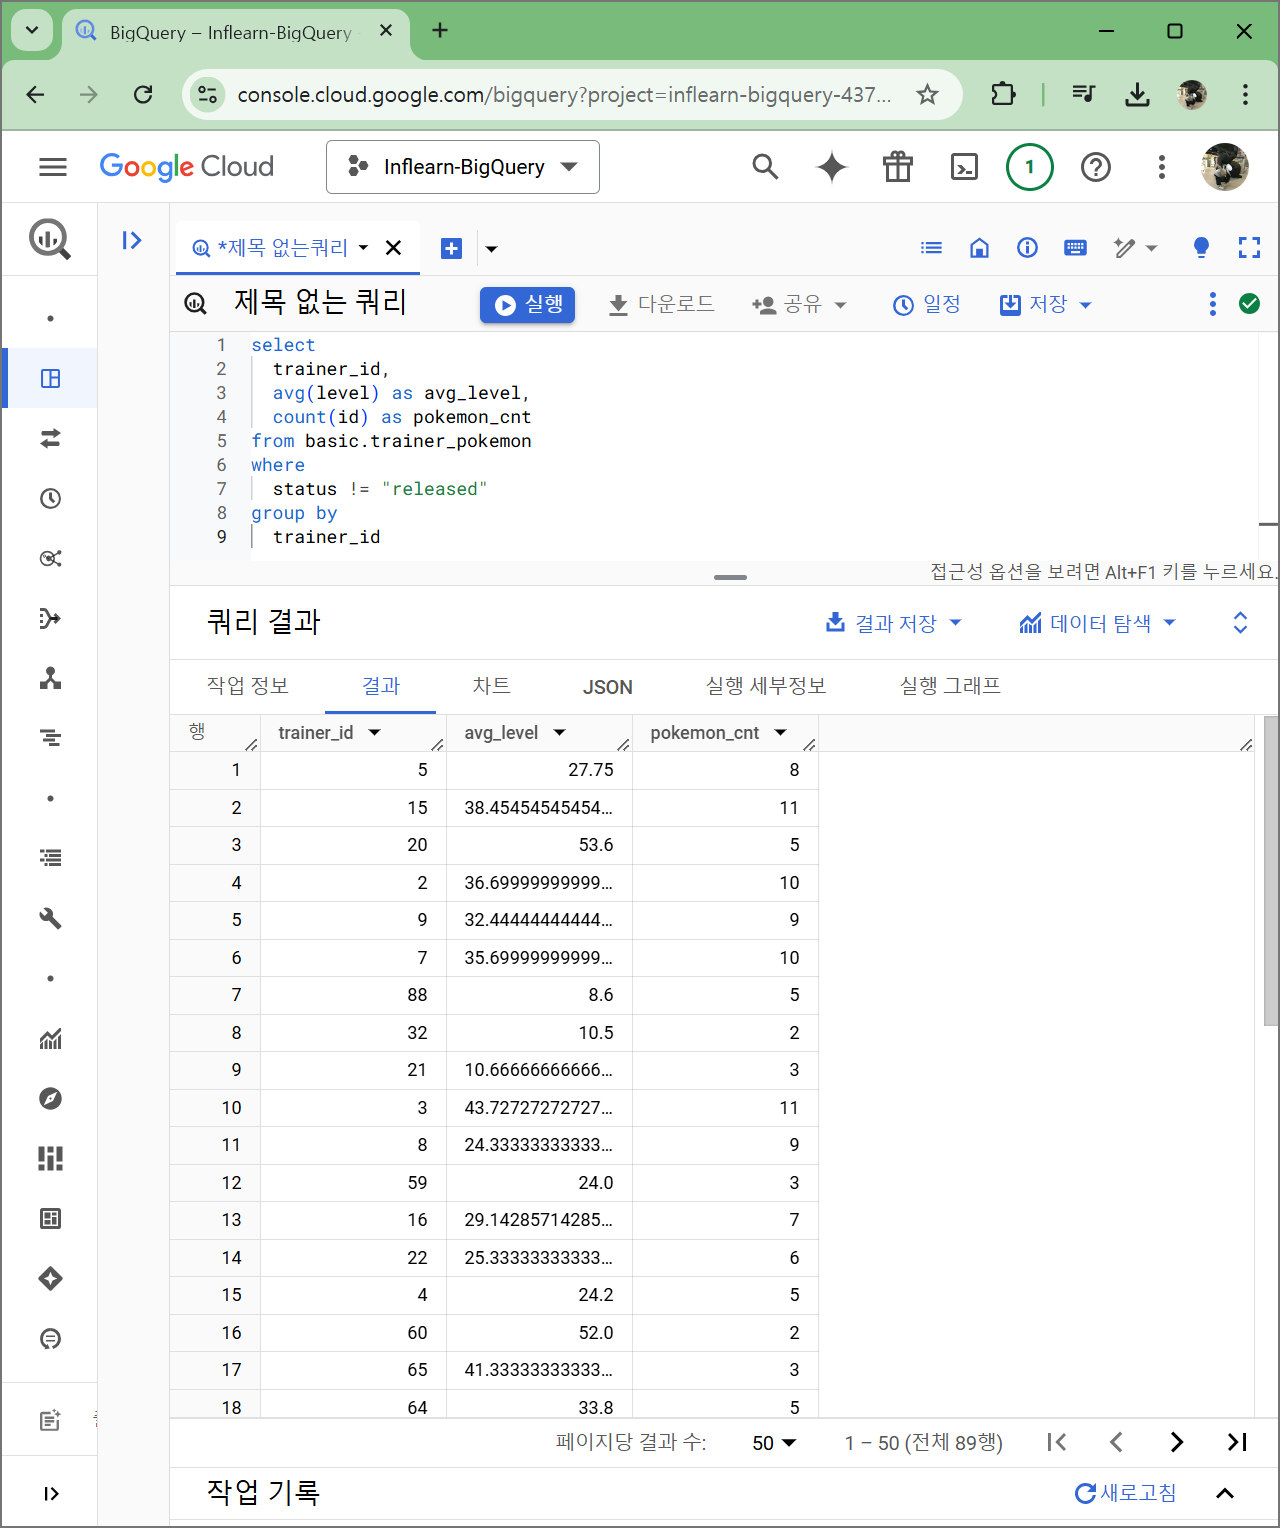 BigQuery – Inflearn-BigQuery
console.cloud.google.com/bigquery?project=inflearn-bigquery-437...
Google Cloud
Inflearn-BigQuery
1
*제목 없는쿼리
제목 없는 쿼리
실행
다운로드
공유
일정
저장
1 select
2 trainer_id,
3 avg(level) as avg_level,
4 count(id) as pokemon_cnt
5 from basic.trainer_pokemon
6 where
7 status != "released"
8 group by
9 trainer_id
접근성 옵션을 보려면 Alt+F1 키를 누르세요.
쿼리 결과
결과 저장
데이터 탐색
작업 정보 결과 차트 JSON 실행 세부정보 실행 그래프
행 trainer_id avg_level pokemon_cnt
1 5 27.75 8
2 15 38.45454545454... 11
3 20 53.6 5
4 2 36.69999999999... 10
5 9 32.44444444444... 9
6 7 35.69999999999... 10
7 88 8.6 5
8 32 10.5 2
9 21 10.66666666666... 3
10 3 43.72727272727... 11
11 8 24.33333333333... 9
12 59 24.0 3
13 16 29.14285714285... 7
14 22 25.33333333333... 6
15 4 24.2 5
16 60 52.0 2
17 65 41.33333333333... 3
18 64 33.8 5
페이지당 결과 수: 50 1 – 50 (전체 89행)
작업 기록
새로고침